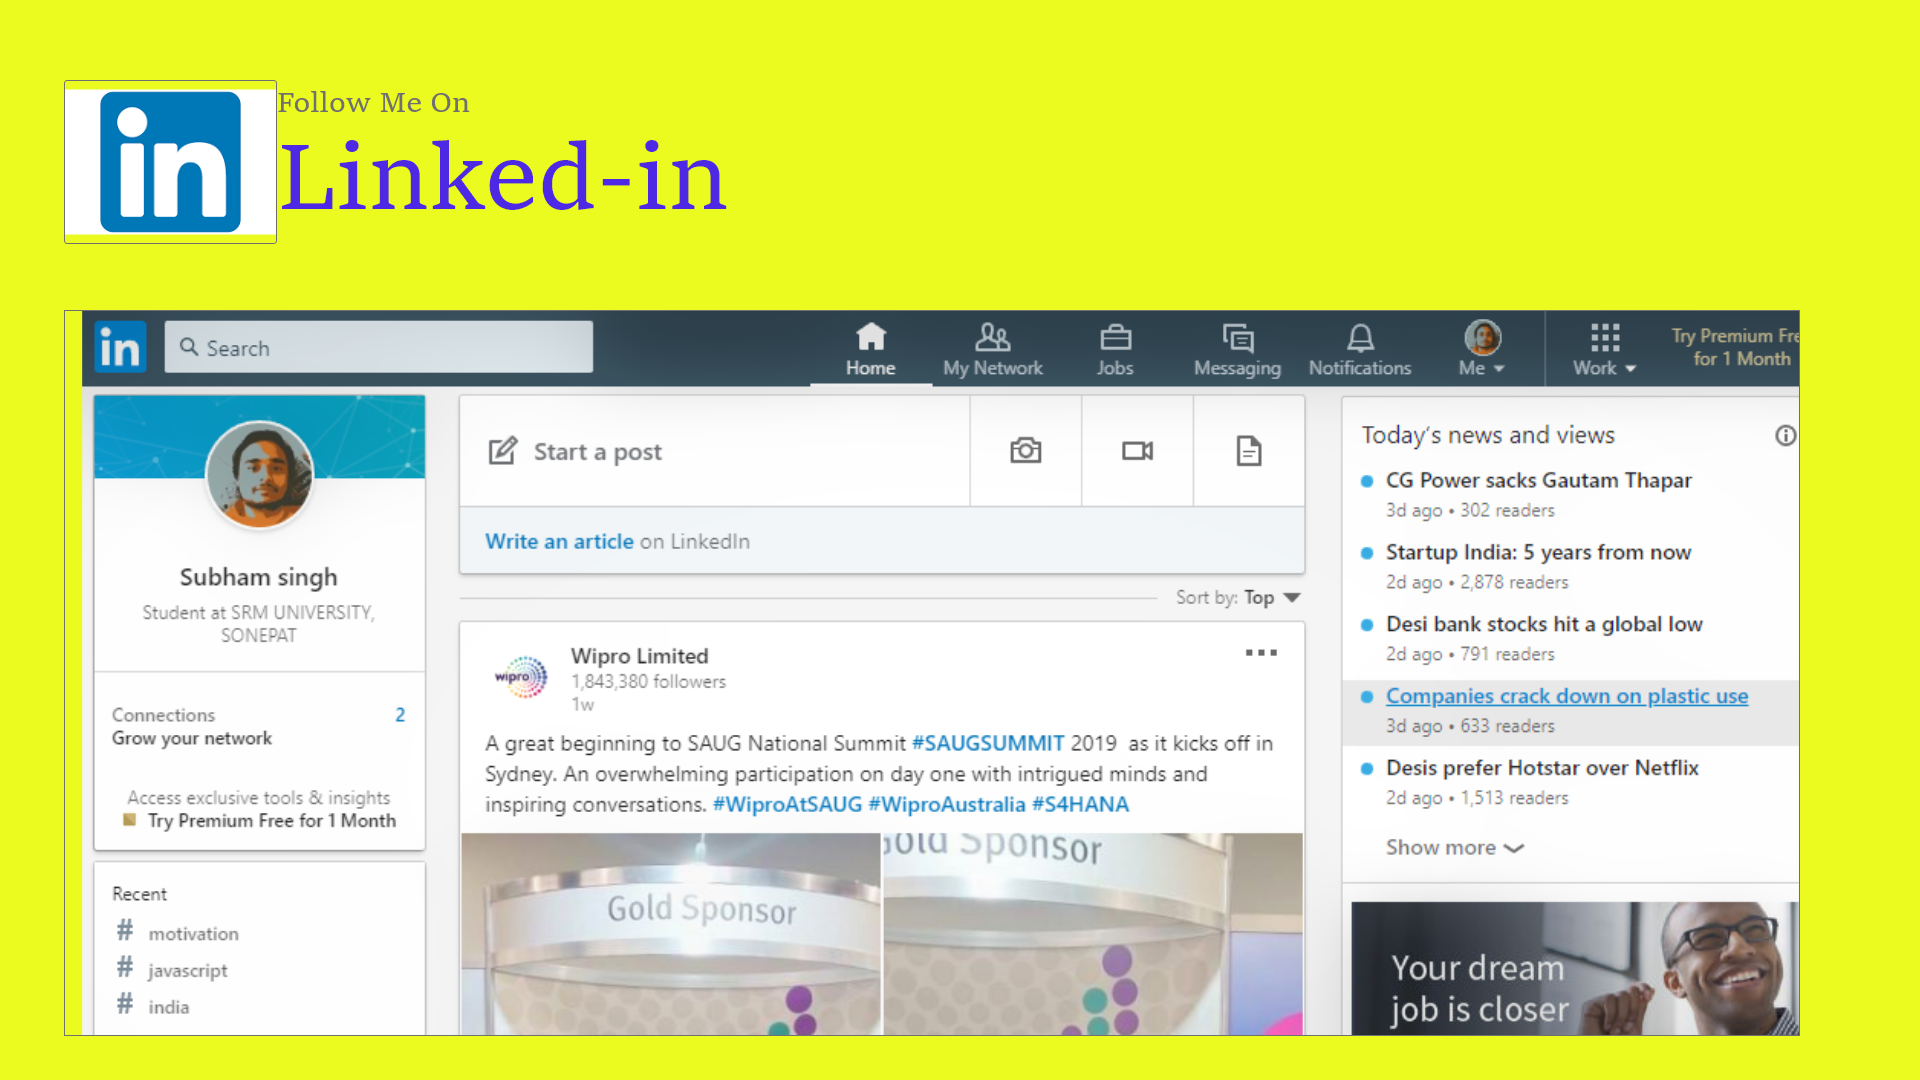 in
Follow Me On
Linked-in
in
Search
Home
My Network
Jobs
Messaging
Notifications
Me
Work
Try Premium Fre
for 1 Month
Subham singh
Student at SRM UNIVERSITY,
SONEPAT
Connections 2
Grow your network
Access exclusive tools & insights
Try Premium Free for 1 Month
Recent
# motivation
# javascript
# india
Start a post
Write an article on LinkedIn
Sort by: Top
wipro
Wipro Limited
1,843,380 followers
1w
A great beginning to SAUG National Summit #SAUGSUMMIT 2019 as it kicks off in
Sydney. An overwhelming participation on day one with intrigued minds and
inspiring conversations. #WiproAtSAUG #WiproAustralia #S4HANA
Gold Sponsor
Gold Sponsor
Today's news and views
CG Power sacks Gautam Thapar
3d ago • 302 readers
Startup India: 5 years from now
2d ago • 2,878 readers
Desi bank stocks hit a global low
2d ago • 791 readers
Companies crack down on plastic use
3d ago • 633 readers
Desis prefer Hotstar over Netflix
2d ago • 1,513 readers
Show more
Your dream
job is closer